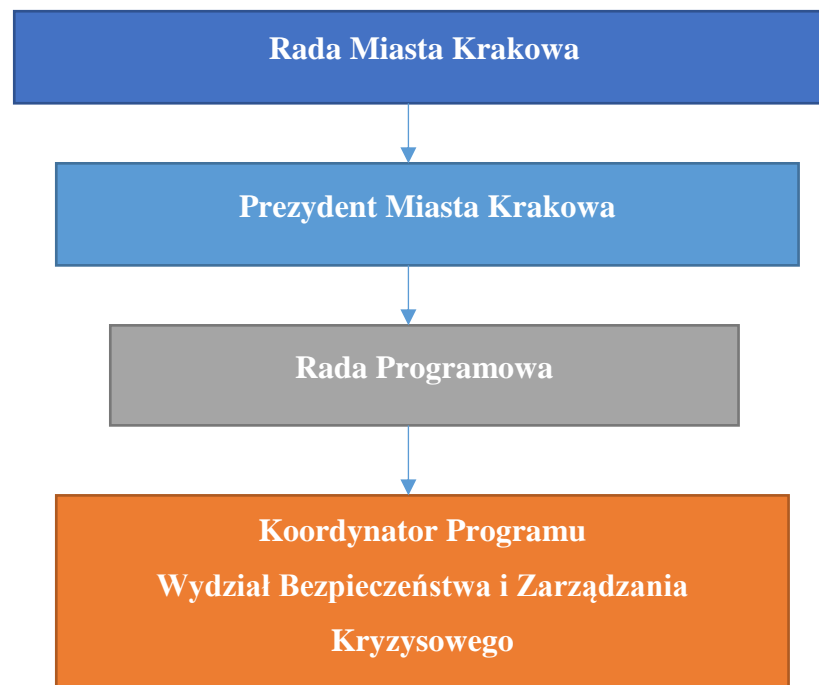 Rada Miasta Krakowa
Prezydent Miasta Krakowa
Rada Programowa
Koordynator Programu
Wydział Bezpieczeństwa i Zarządzania
Kryzysowego